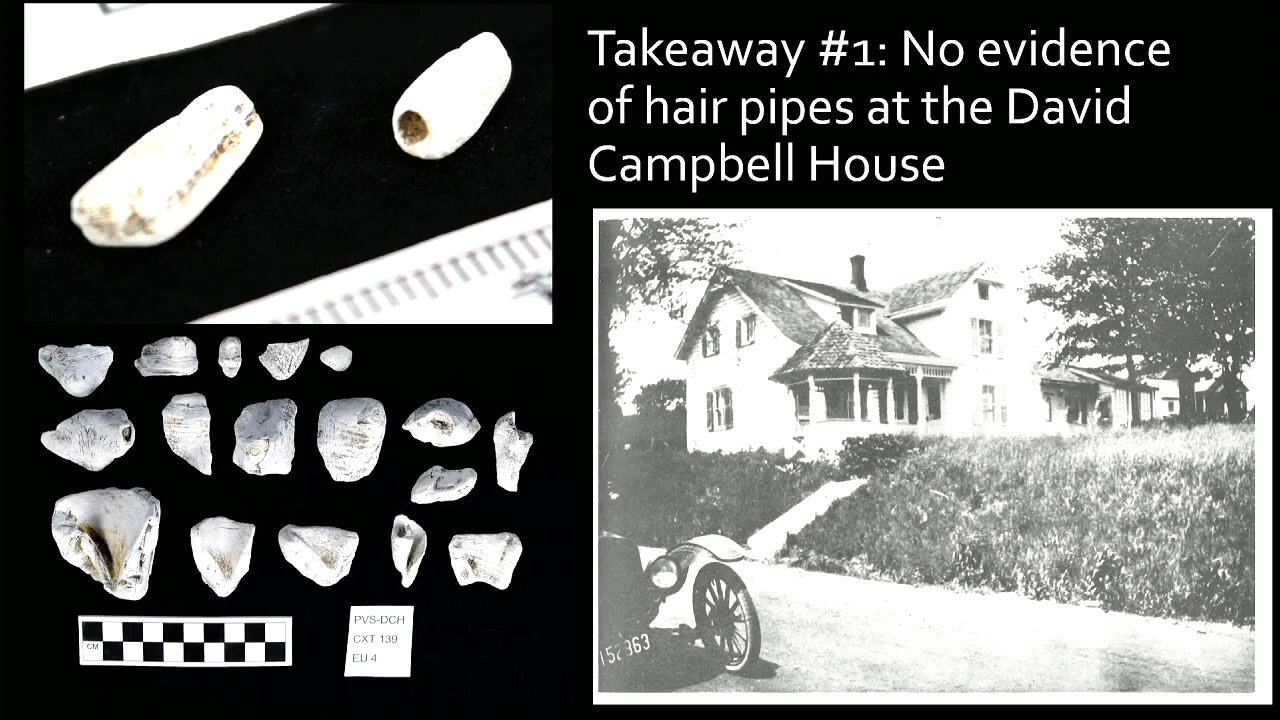 Takeaway #1: No evidence
of hair pipes at the David
Campbell House
CM
PVS-DCH
CXT 139
EU 4
152363